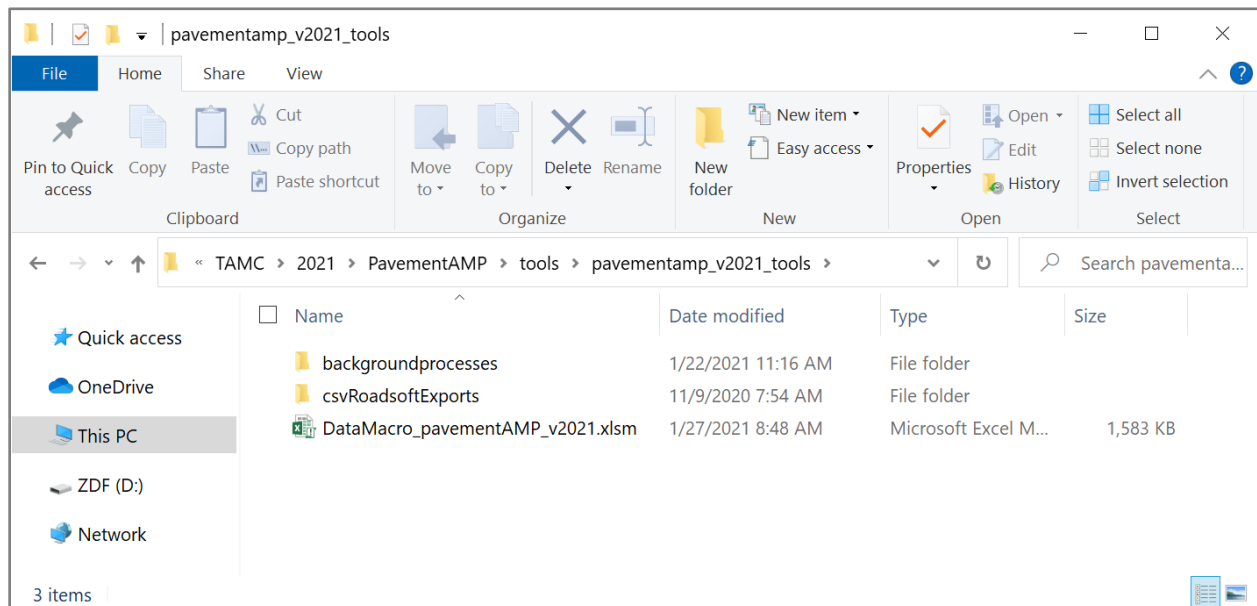 pavementamp_v2021_tools
File Home Share View
Pin to Quick access
Copy
Paste
Cut
Copy path
Paste shortcut
Clipboard
Move to
Copy to
Delete
Rename
Organize
New folder
New item
Easy access
New
Properties
Open
Edit
History
Open
Select all
Select none
Invert selection
Select
« TAMC > 2021 > PavementAMP > tools > pavementamp_v2021_tools >
Search pavementa...
Quick access
OneDrive
This PC
ZDF (D:)
Network
Name Date modified Type Size
backgroundprocesses 1/22/2021 11:16 AM File folder
csvRoadsoftExports 11/9/2020 7:54 AM File folder
DataMacro_pavementAMP_v2021.xlsm 1/27/2021 8:48 AM Microsoft Excel M... 1,583 KB
3 items